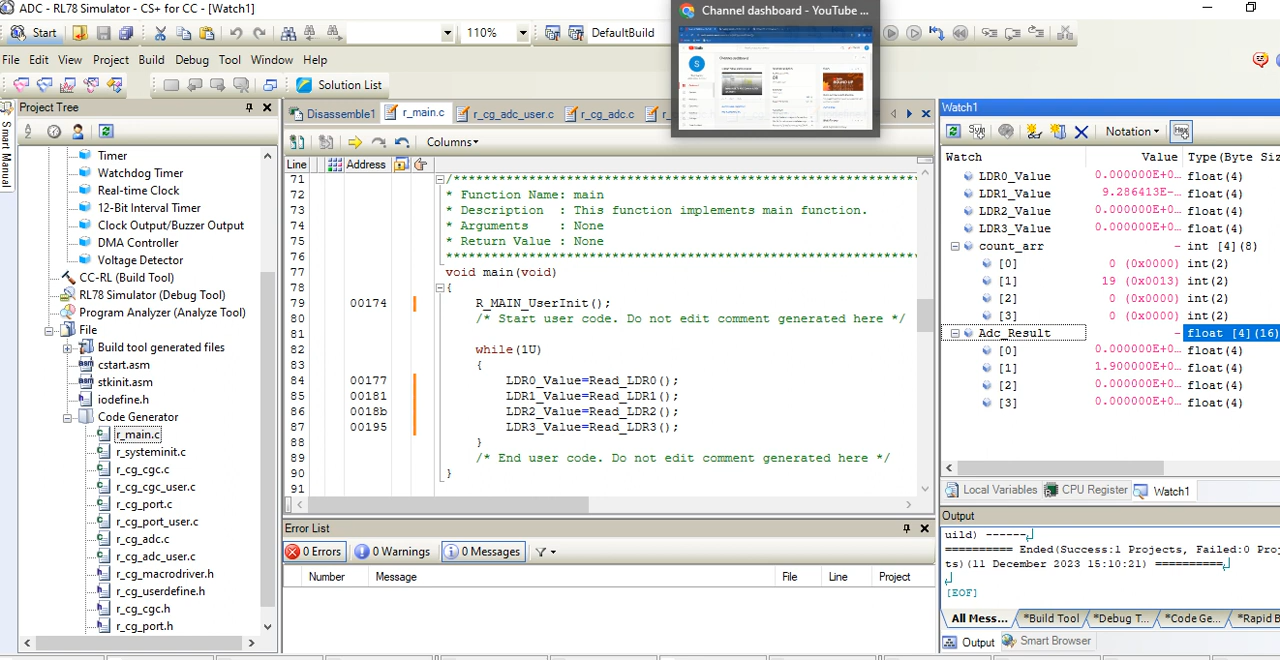 ADC - RL78 Simulator - CS+ for CC - [Watch1]
Channel dashboard - YouTube ...
Start
110%
DefaultBuild
File Edit View Project
Debug
Window Help
Solution List
Project Tree
Smart Manual
Timer
Watchdog Timer
Real-time Clock
12-Bit Interval Timer
Clock Output/Buzzer Output
DMA Controller
Voltage Detector
CC-RL (Build Tool)
RL78 Simulator (Debug Tool)
Program Analyzer (Analyze Tool)
File
Build tool generated files
cstart.asm
stkinit.asm
iodefine.h
Code Generator
r_main.c
r_systeminit.c
r_cg_cgc.c
r_cg_cgc_user.c
r_cg_port.c
r_cg_port_user.c
r_cg_adc.c
r_cg_adc_user.c
r_cg_macrodriver.h
r_cg_userdefine.h
r_cg_cgc.h
r_cg_port.h
Disassemble1
r_main.c
r_cg_adc_user.c
r_cg_adc.c
Columns
Line
Address
71 /***************************************************************
72 * Function Name: main
73 * Description : This function implements main function.
74 * Arguments : None
75 * Return Value : None
76 ****************************************************************
77 void main(void)
78 {
79 00174 R_MAIN_UserInit();
80 /* Start user code. Do not edit comment generated here */
81
82 while(1U)
83 {
84 00177 LDR0_Value=Read_LDR0();
85 00181 LDR1_Value=Read_LDR1();
86 0018b LDR2_Value=Read_LDR2();
87 00195 LDR3_Value=Read_LDR3();
88 }
89 /* End user code. Do not edit comment generated here */
90 }
91
Error List
0 Errors
0 Warnings
0 Messages
Number Message File Line Project
Watch1
Notation
Hex
Watch Value Type(Byte Siz
LDR0_Value 0.000000E+0... float(4)
LDR1_Value 9.286413E-... float(4)
LDR2_Value 0.000000E+0... float(4)
LDR3_Value 0.000000E+0... float(4)
count_arr - int [4](8)
[0] 0 (0x0000) int(2)
[1] 19 (0x0013) int(2)
[2] 0 (0x0000) int(2)
[3] 0 (0x0000) int(2)
Adc_Result - float [4](16)
[0] 0.000000E+0... float(4)
[1] 1.900000E+0... float(4)
[2] 0.000000E+0... float(4)
[3] 0.000000E+0... float(4)
Local Variables
CPU Register
Watch1
Output
uild) ------
========== Ended(Success:1 Projects, Failed:0 Proj
ts)(11 December 2023 15:10:21) ==========
[EOF]
All Mess...
*Build Tool
*Debug T...
*Code Ge...
*Rapid B
Output
Smart Browser